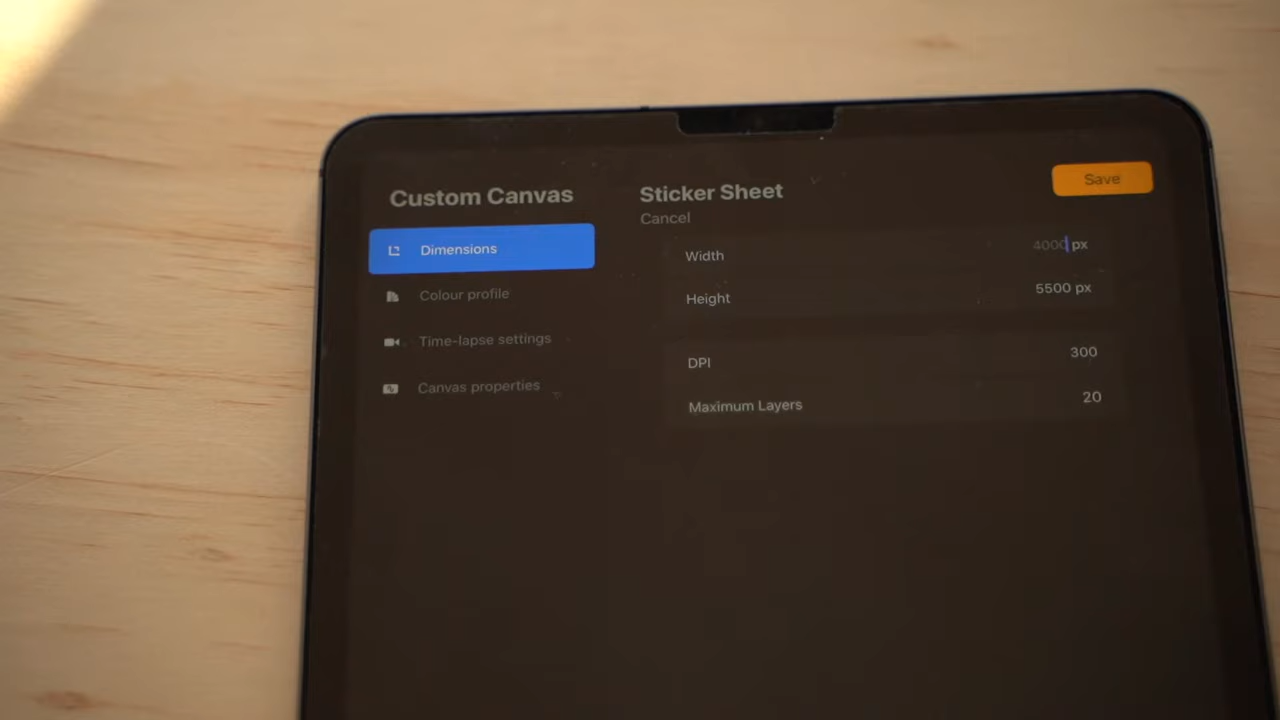 Custom Canvas
Dimensions
Colour profile
Time-lapse settings
Canvas properties
Sticker Sheet
Save
Cancel
Width 4000 px
Height 5500 px
DPI 300
Maximum Layers 20